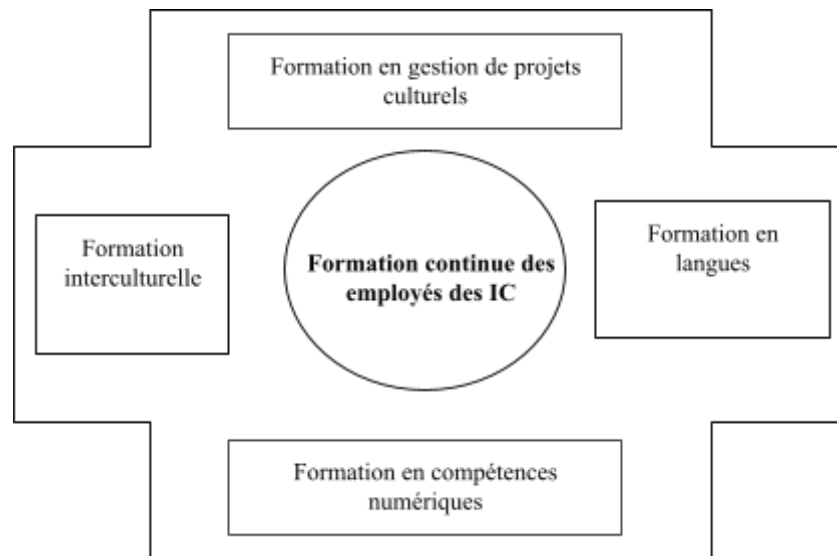 Formation en gestion de projets
culturels
Formation
interculturelle
Formation continue des
employés des IC
Formation en
langues
Formation en compétences
numériques